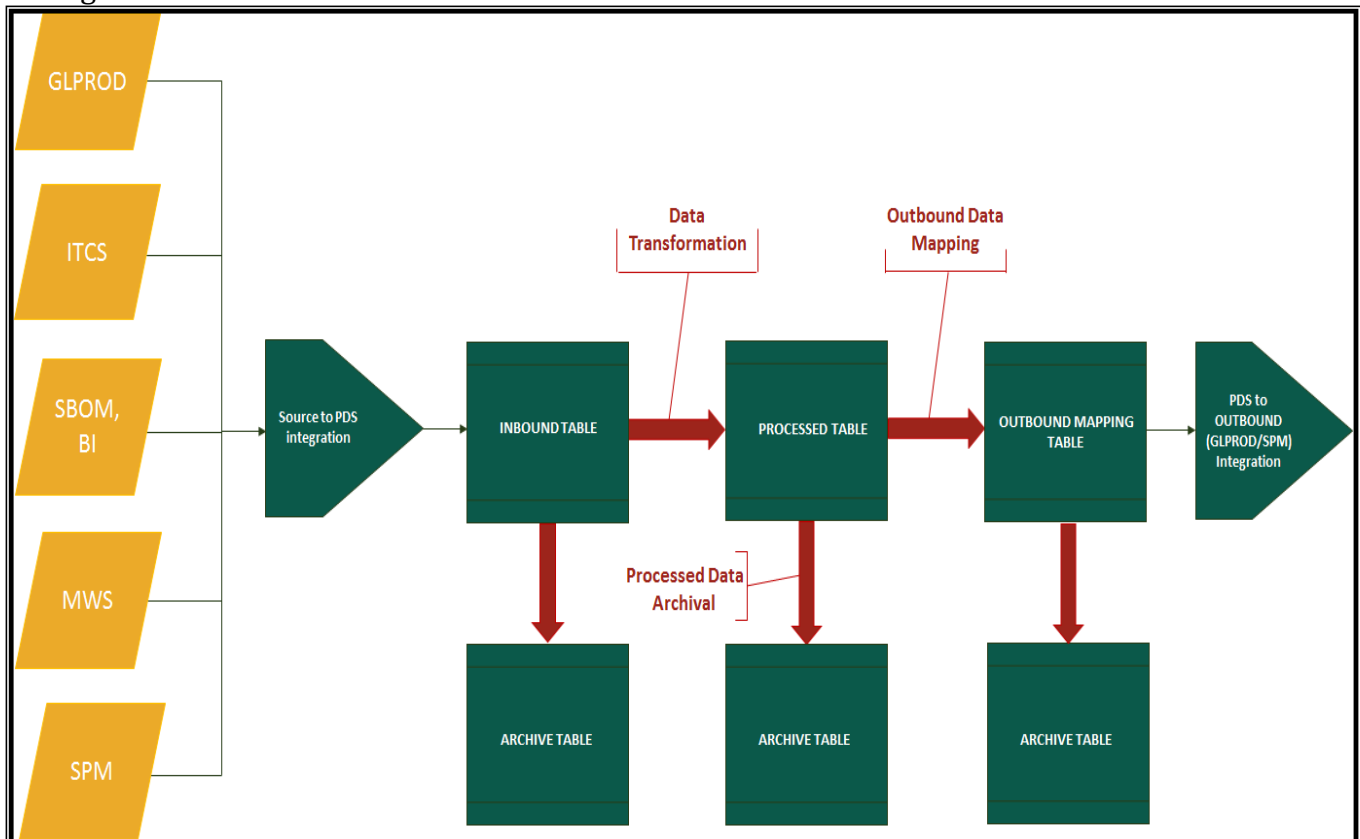 GLPROD
ITCS
SBOM,
BI
MWS
SPM
Source to PDS
integration
INBOUND TABLE
Data
Transformation
PROCESSED TABLE
Outbound Data
Mapping
OUTBOUND MAPPING
TABLE
PDS to
OUTBOUND
(GLPROD/SPM)
Integration
Processed Data
Archival
ARCHIVE TABLE
ARCHIVE TABLE
ARCHIVE TABLE